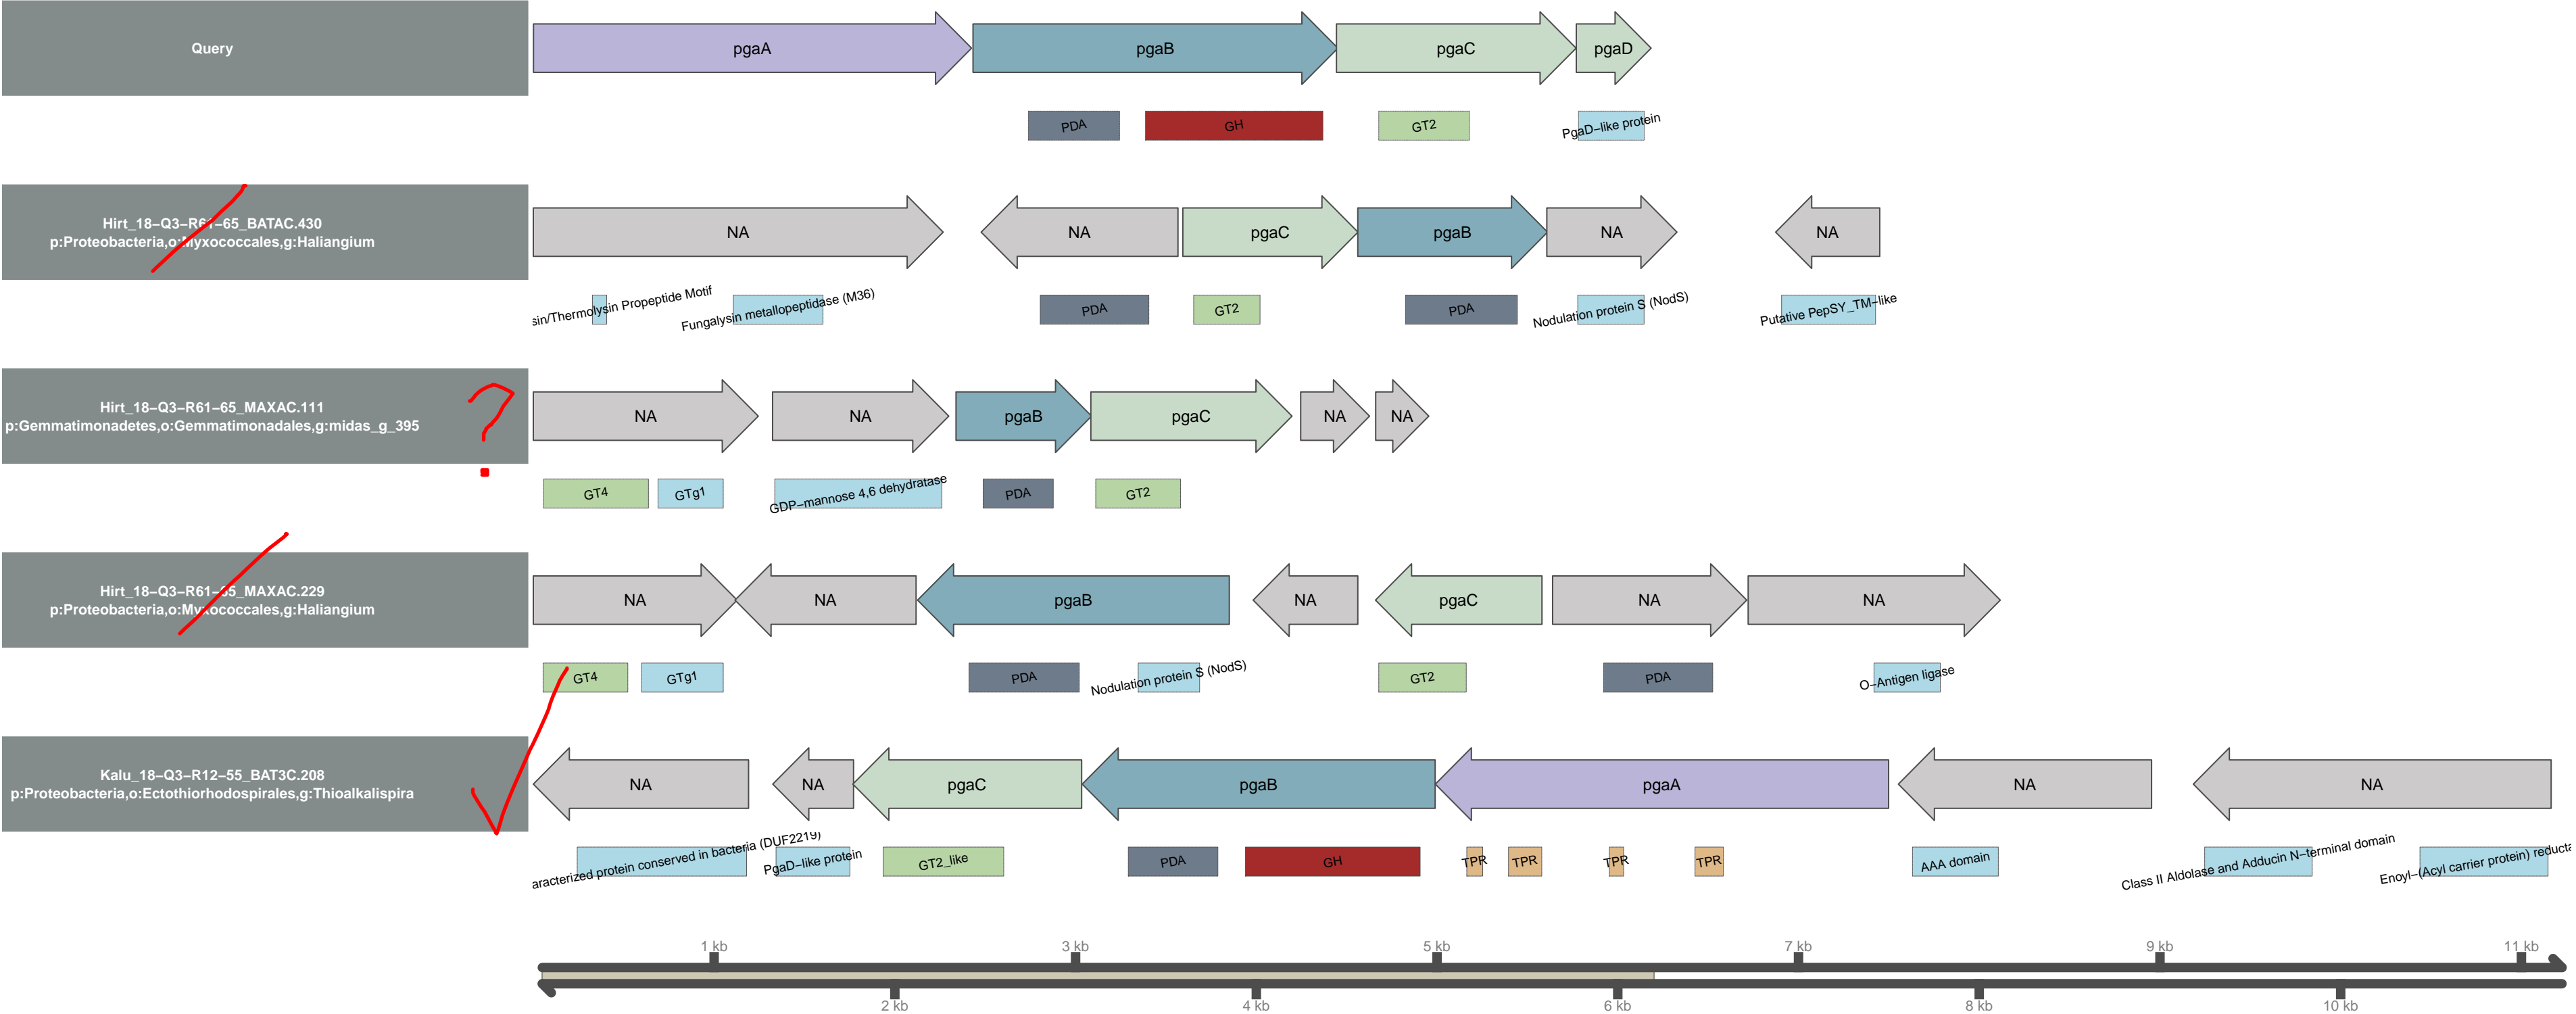 Query
pgaA
pgaB
pgaC
pgaD
PDA
GH
GT2
PgaD-like protein
Hirt_18-Q3-R61-65_BATAC.430
p:Proteobacteria,o:Myxococcales,g:Haliangium
NA
NA
pgaC
pgaB
NA
NA
sin/Thermolysin Propeptide Motif
Fungalysin metallopeptidase (M36)
PDA
GT2
PDA
Nodulation protein S (NodS)
Putative PepSY_TM-like
Hirt_18-Q3-R61-65_MAXAC.111
p:Gemmatimonadetes,o:Gemmatimonadales,g:midas_g_395
?
NA
NA
pgaB
pgaC
NA
NA
GT4
GTg1
GDP-mannose 4,6 dehydratase
PDA
GT2
Hirt_18-Q3-R61-65_MAXAC.229
p:Proteobacteria,o:Myxococcales,g:Haliangium
NA
NA
pgaB
NA
pgaC
NA
NA
GT4
GTg1
PDA
Nodulation protein S (NodS)
GT2
PDA
O-Antigen ligase
Kalu_18-Q3-R12-55_BAT3C.208
p:Proteobacteria,o:Ectothiorhodospirales,g:Thioalkalispira
NA
NA
pgaC
pgaB
pgaA
NA
NA
aracterized protein conserved in bacteria (DUF2219)
PgaD-like protein
GT2_like
PDA
GH
TPR
TPR
TPR
TPR
AAA domain
Class II Aldolase and Adducin N-terminal domain
Enoyl-(Acyl carrier protein) reducta
1 kb
3 kb
5 kb
7 kb
9 kb
11 kb
2 kb
4 kb
6 kb
8 kb
10 kb